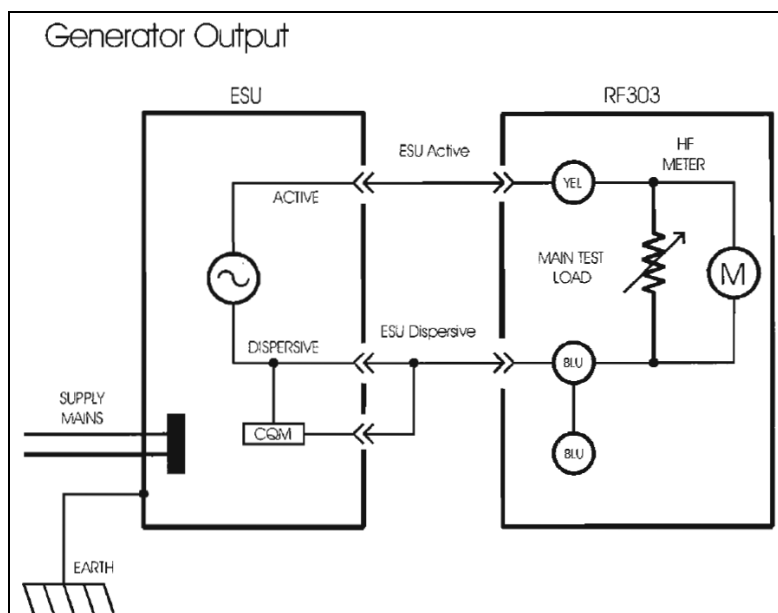 Generator Output
ESU
RF303
ESU Active
HF
METER
ACTIVE
YEL
MAIN TEST
LOAD
M
DISPERSIVE
ESU Dispersive
BLU
SUPPLY
MAINS
CQM
BLU
EARTH